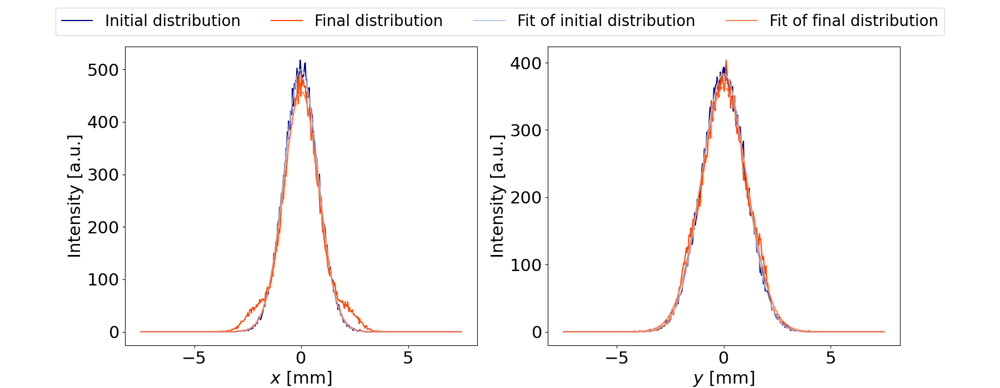 Initial distribution Final distribution Fit of initial distribution Fit of final distribution
Intensity [a.u.]
500
400
300
200
100
0
−5 0 5
x [mm]
Intensity [a.u.]
400
300
200
100
0
−5 0 5
y [mm]